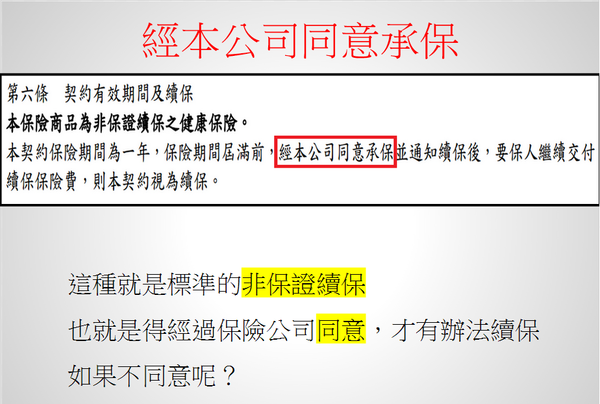 經本公司同意承保
第六條　契約有效期間及續保
本保險商品為非保證續保之健康保險。
本契約保險期間為一年，保險期間屆滿前，經本公司同意承保並通知續保後，要保人繼續交付
續保保險費，則本契約視為續保。
這種就是標準的非保證續保
也就是得經過保險公司同意，才有辦法續保
如果不同意呢？